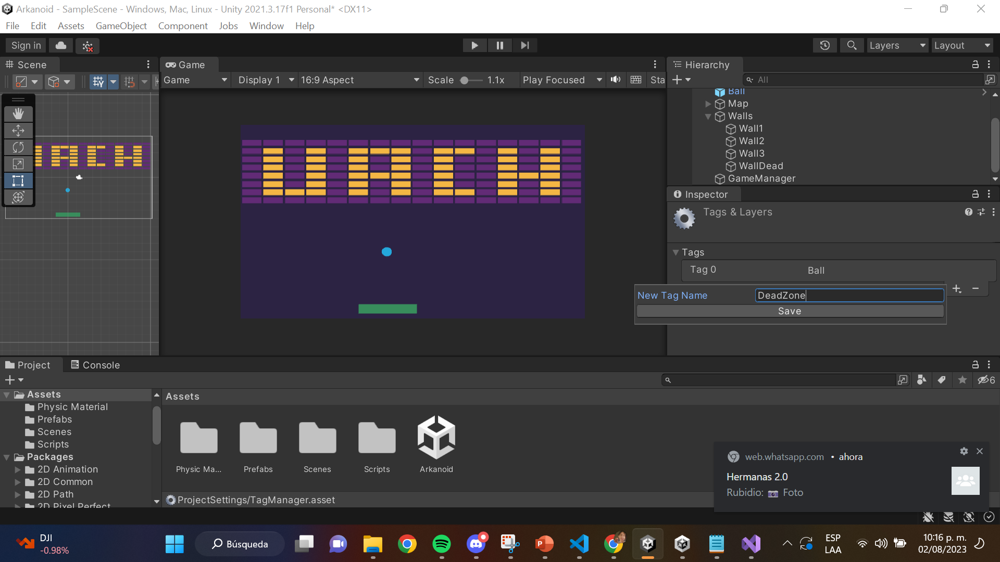 Arkanoid - SampleScene - Windows, Mac, Linux - Unity 2021.3.17f1 Personal* <DX11>
File Edit Assets GameObject Component Jobs Window Help
Sign in
Layers
Layout
Scene
Game
Hierarchy
Game
Display 1
16:9 Aspect
Scale
1.1x
Play Focused
Sta
All
Ball
Map
Walls
Wall1
Wall2
Wall3
WallDead
GameManager
Inspector
Tags & Layers
Tags
Tag 0 Ball
New Tag Name DeadZone
Save
Project
Console
6
Assets
Physic Material
Prefabs
Scenes
Scripts
Packages
2D Animation
2D Common
2D Path
2D Pixel Perfect
Assets
Physic Ma...
Prefabs
Scenes
Scripts
Arkanoid
ProjectSettings/TagManager.asset
web.whatsapp.com • ahora
Hermanas 2.0
Rubidio: 📷 Foto
DJI
-0.98%
Búsqueda
ESP
LAA
10:16 p. m.
02/08/2023